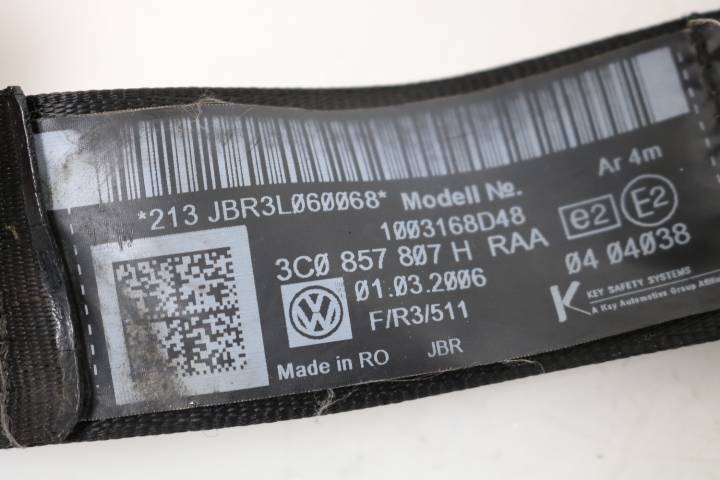 *213 JBR3L060068* Modell No. Ar 4m
1003168D48 e2 E2
3C0 857 807 H RAA 04 04038
01.03.2006
F/R3/511
Made in RO JBR
K KEY SAFETY SYSTEMS
A Key Automotive Group